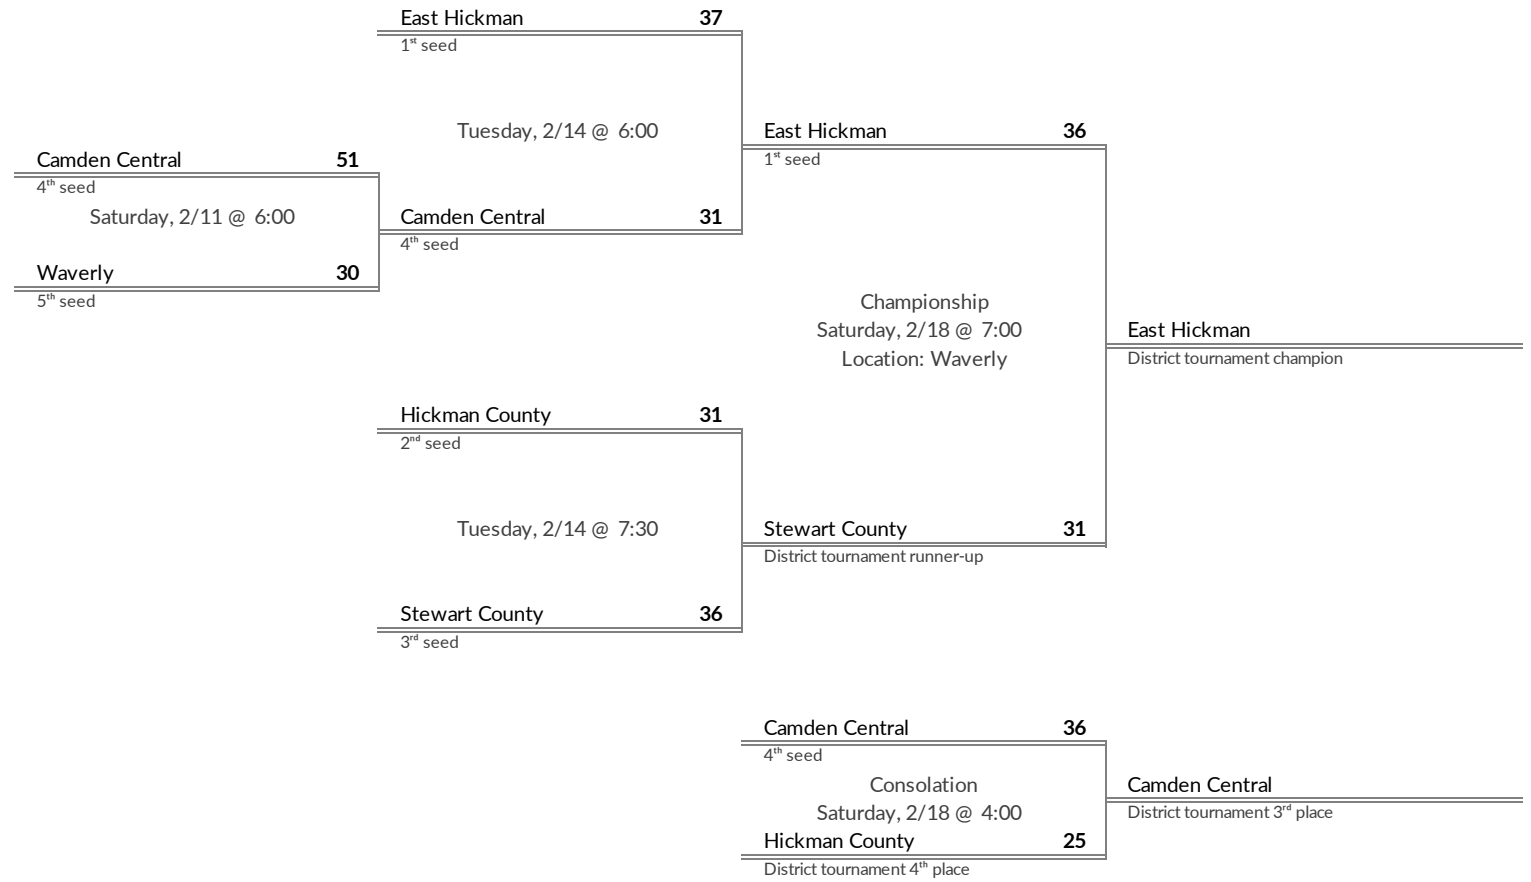 East Hickman 37
1st seed
Tuesday, 2/14 @ 6:00
East Hickman 36
1st seed
Camden Central 51
4th seed
Saturday, 2/11 @ 6:00
Camden Central 31
4th seed
Waverly 30
5th seed
Championship
Saturday, 2/18 @ 7:00
Location: Waverly
East Hickman
District tournament champion
Hickman County 31
2nd seed
Tuesday, 2/14 @ 7:30
Stewart County 31
District tournament runner-up
Stewart County 36
3rd seed
Camden Central 36
4th seed
Consolation
Saturday, 2/18 @ 4:00
Camden Central
District tournament 3rd place
Hickman County 25
District tournament 4th place